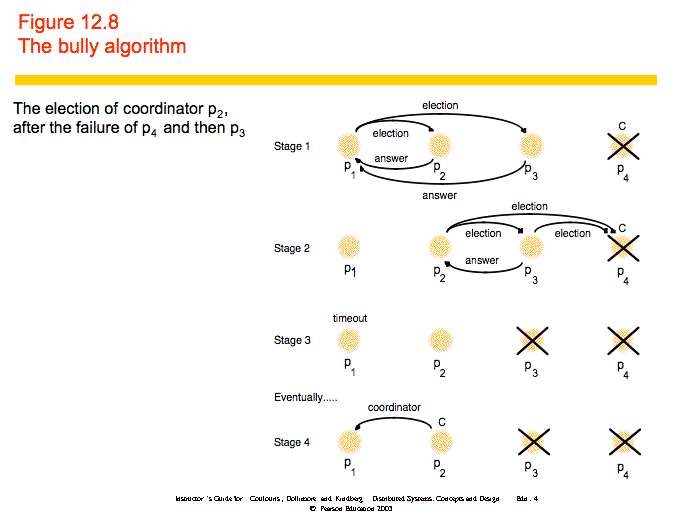 Figure 12.8
The bully algorithm
The election of coordinator p2,
after the failure of p4 and then p3
election
C
election
Stage 1
answer
p1 p2 p3 p4
answer
election
C
election election
Stage 2
answer
p1 p2 p3 p4
timeout
Stage 3
p1 p2 p3 p4
Eventually.....
coordinator
C
Stage 4
p1 p2 p3 p4
Instructor's Guide for Coulouris, Dollimore and Kindberg Distributed Systems: Concepts and Design Edn. 4
© Pearson Education 2005